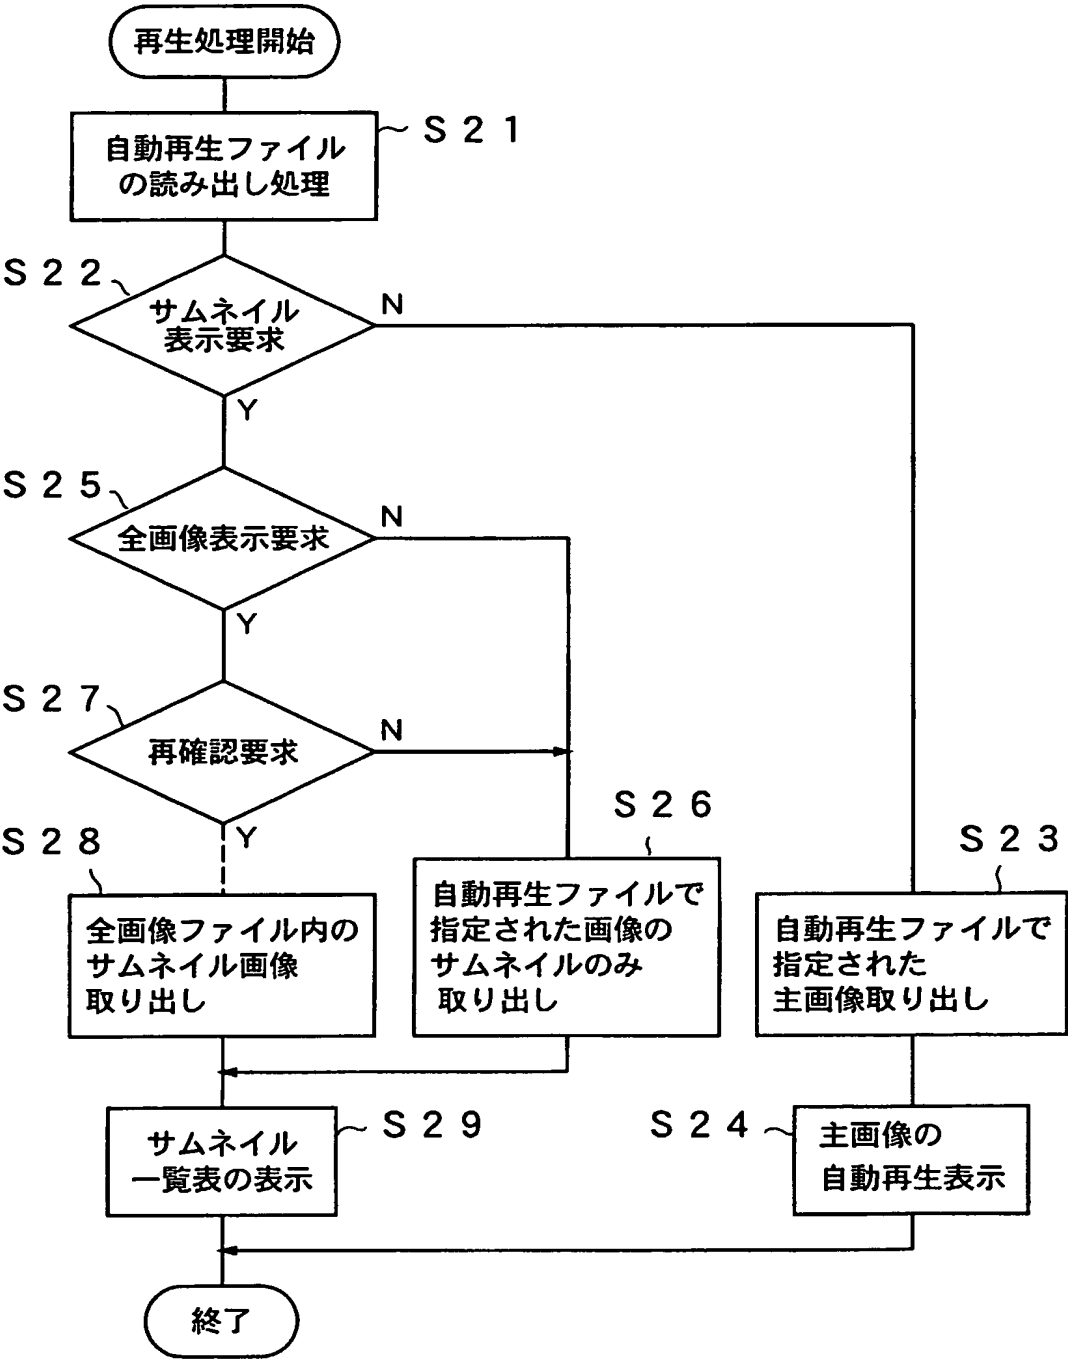 再生処理開始
S21
自動再生ファイル
の読み出し処理
S22
サムネイル
表示要求
N
Y
S25
全画像表示要求
N
Y
S27
再確認要求
N
Y
S28
全画像ファイル内の
サムネイル画像
取り出し
S26
自動再生ファイルで
指定された画像の
サムネイルのみ
取り出し
S23
自動再生ファイルで
指定された
主画像取り出し
S29
サムネイル
一覧表の表示
S24
主画像の
自動再生表示
終了